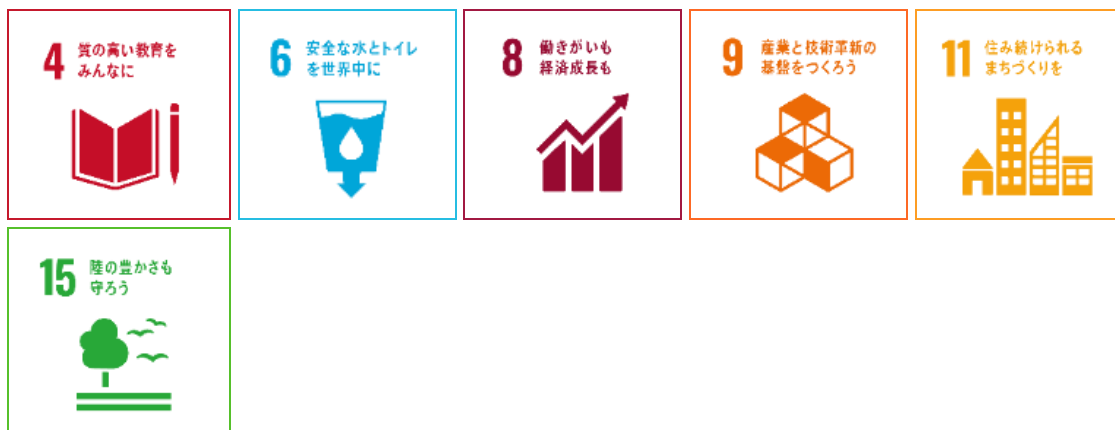 4 質の高い教育を
みんなに
6 安全な水とトイレ
を世界中に
8 働きがいも
経済成長も
9 産業と技術革新の
基盤をつくろう
11 住み続けられる
まちづくりを
15 陸の豊かさも
守ろう